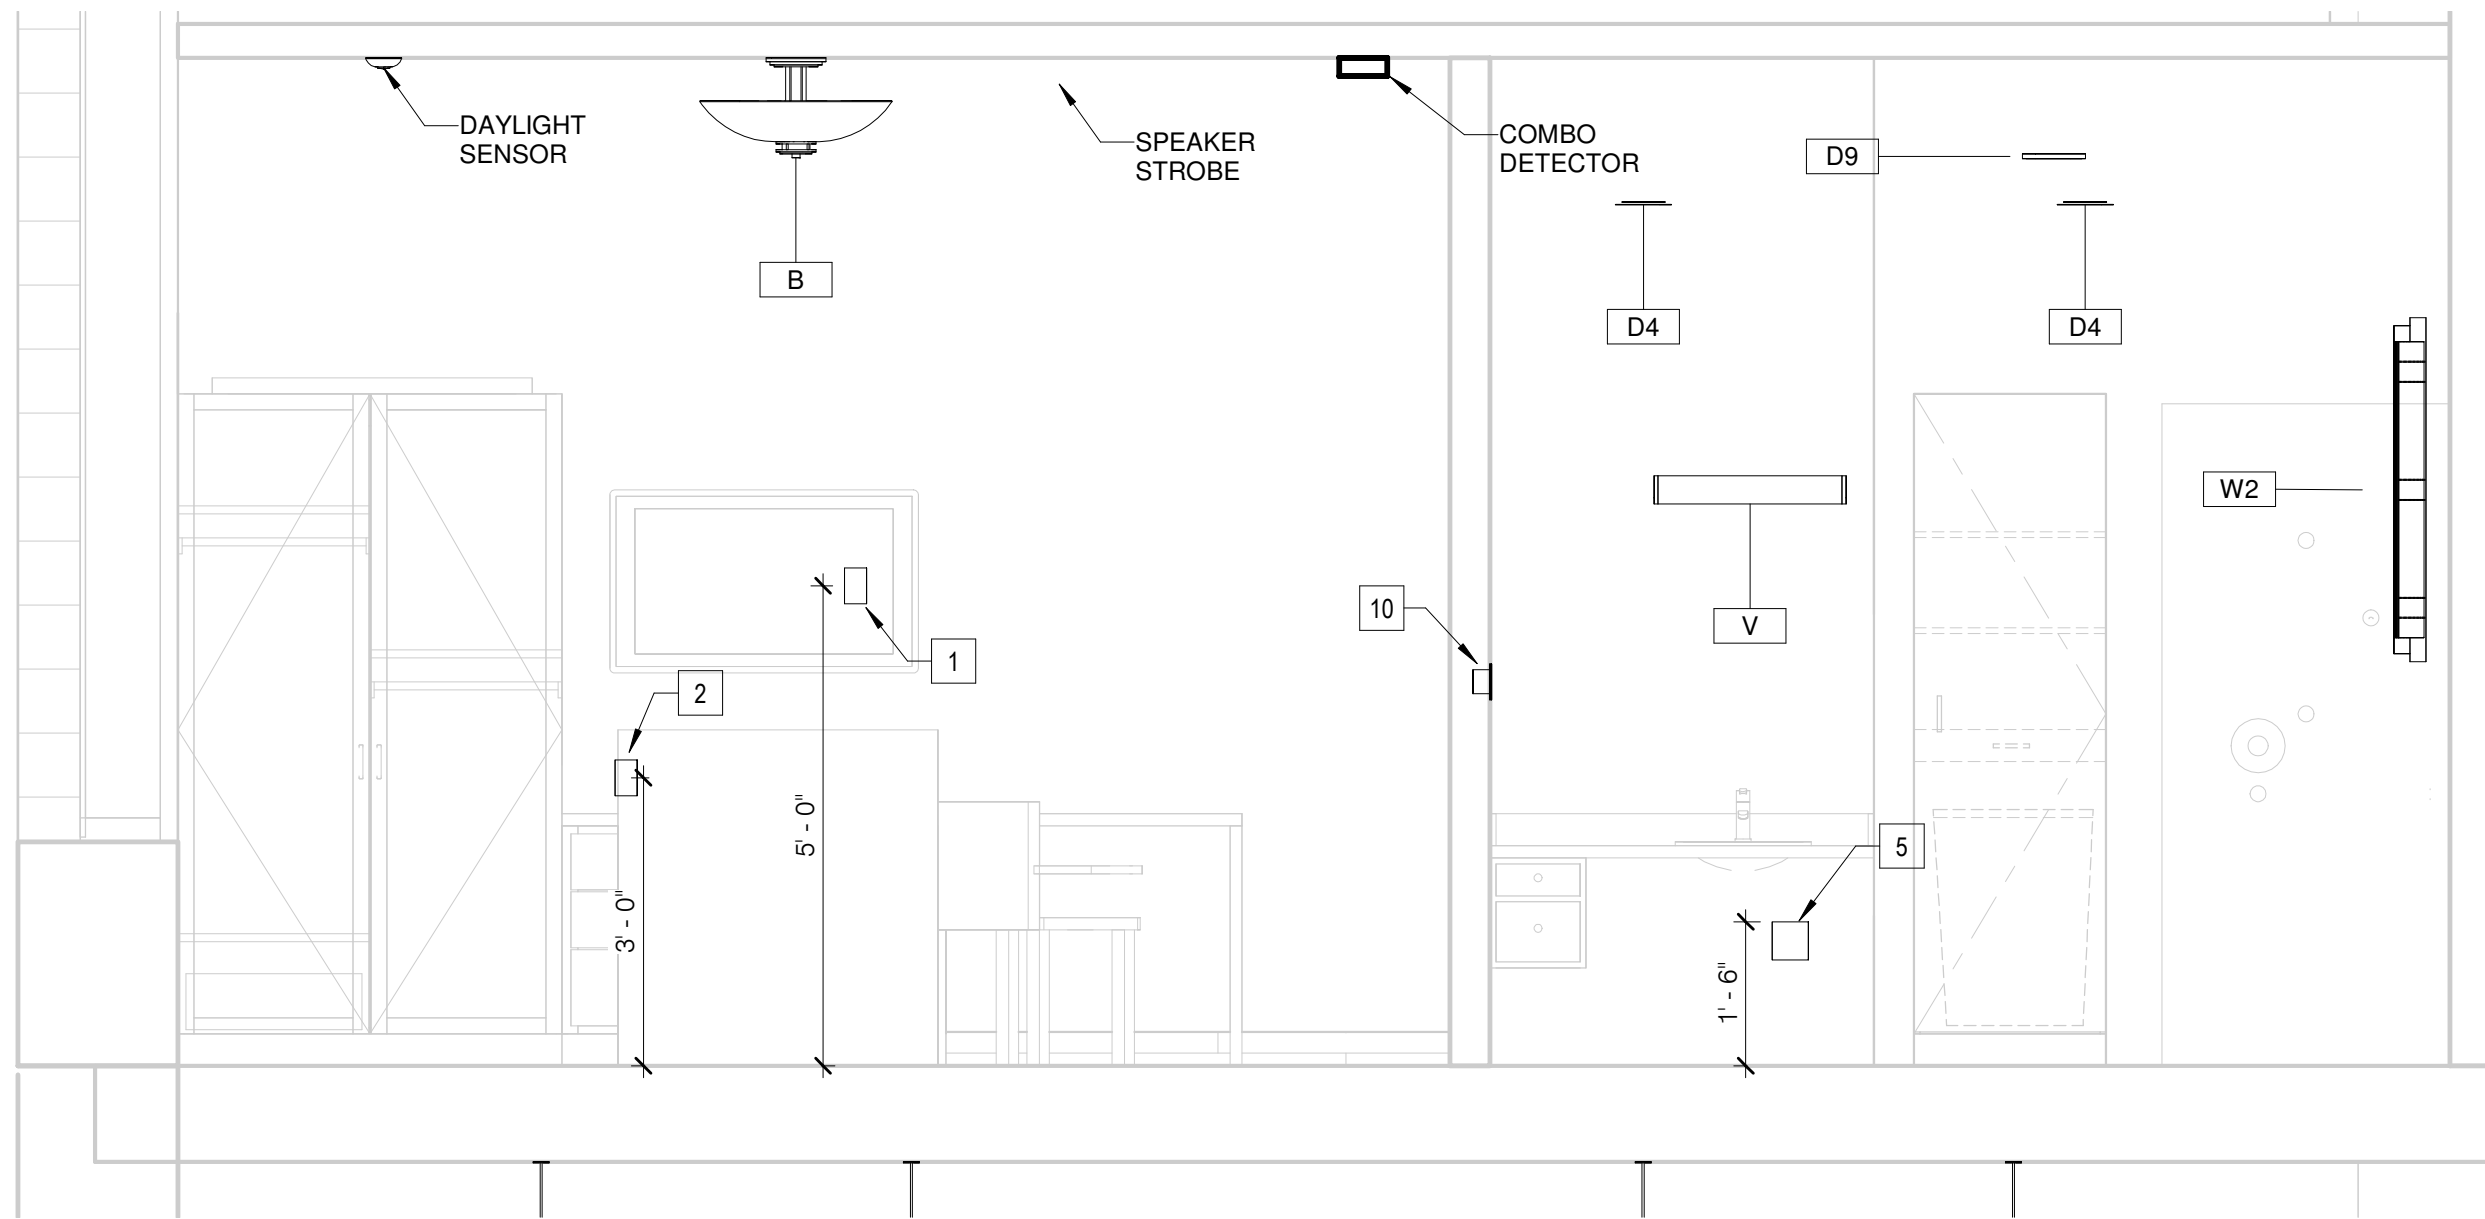 DAYLIGHT
SENSOR
SPEAKER
STROBE
COMBO
DETECTOR
D9
B
D4
D4
W2
10
V
1
2
5'-0"
3'-0"
5
1'-6"